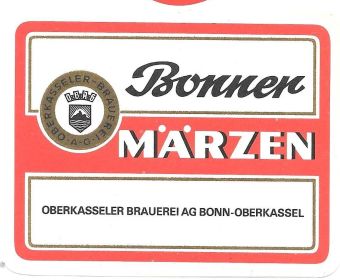 Bonner
OBERKASSELER-BRAUEREI
·A·G·
MÄRZEN
OBERKASSELER BRAUEREI AG BONN-OBERKASSEL